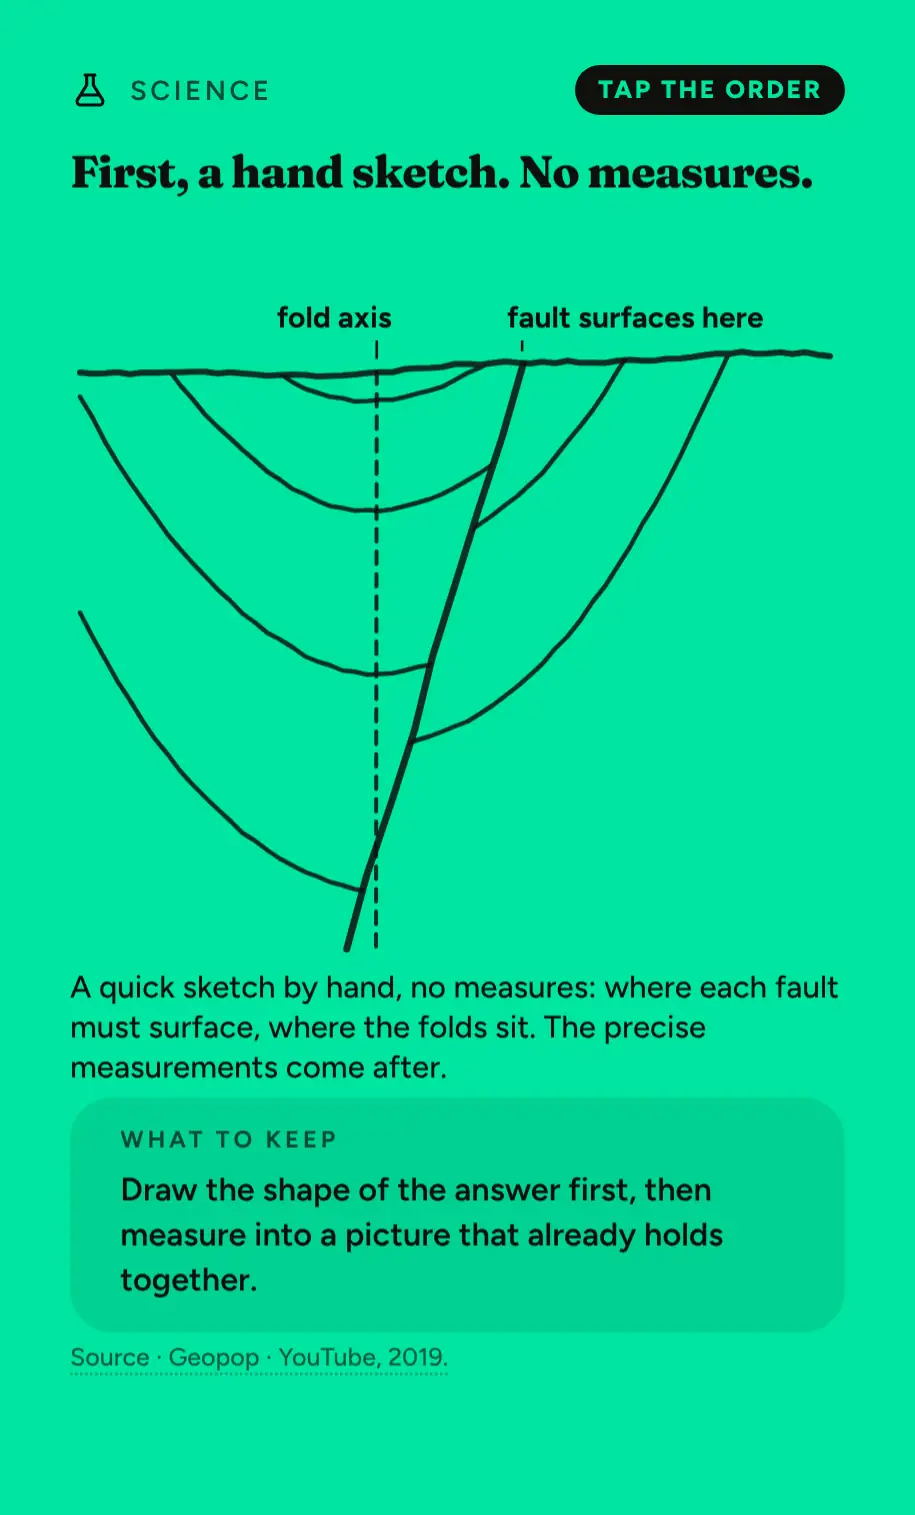 SCIENCE
TAP THE ORDER
First, a hand sketch. No measures.
fold axis
fault surfaces here
A quick sketch by hand, no measures: where each fault
must surface, where the folds sit. The precise
measurements come after.
WHAT TO KEEP
Draw the shape of the answer first, then
measure into a picture that already holds
together.
Source · Geopop · YouTube, 2019.